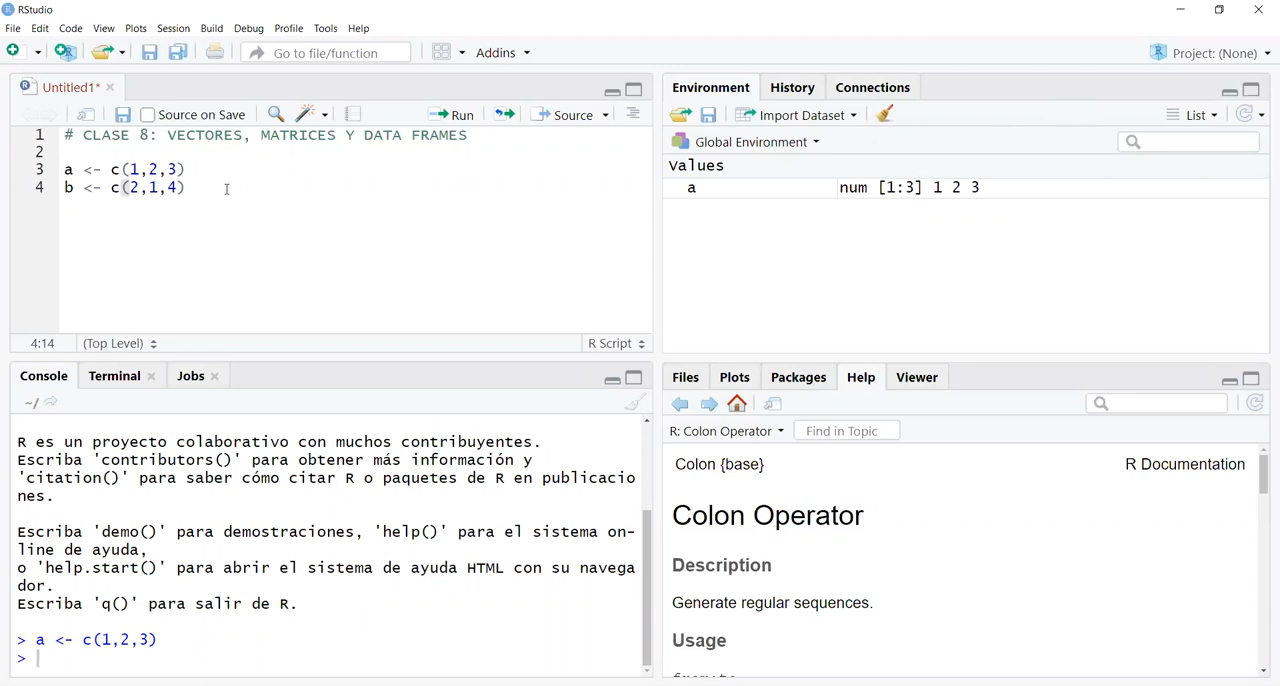 RStudio
File Edit Code View Plots Session Build Debug Profile Tools Help
Go to file/function Addins Project: (None)
Untitled1*
Source on Save Run Source
1 # CLASE 8: VECTORES, MATRICES Y DATA FRAMES
2
3 a <- c(1,2,3)
4 b <- c(2,1,4)
4:14 (Top Level) R Script
Console Terminal Jobs
~/
R es un proyecto colaborativo con muchos contribuyentes.
Escriba 'contributors()' para obtener más información y
'citation()' para saber cómo citar R o paquetes de R en publicacio
nes.
Escriba 'demo()' para demostraciones, 'help()' para el sistema on-
line de ayuda,
o 'help.start()' para abrir el sistema de ayuda HTML con su navega
dor.
Escriba 'q()' para salir de R.
> a <- c(1,2,3)
>
Environment History Connections
Import Dataset List
Global Environment
Values
a num [1:3] 1 2 3
Files Plots Packages Help Viewer
R: Colon Operator Find in Topic
Colon {base} R Documentation
Colon Operator
Description
Generate regular sequences.
Usage